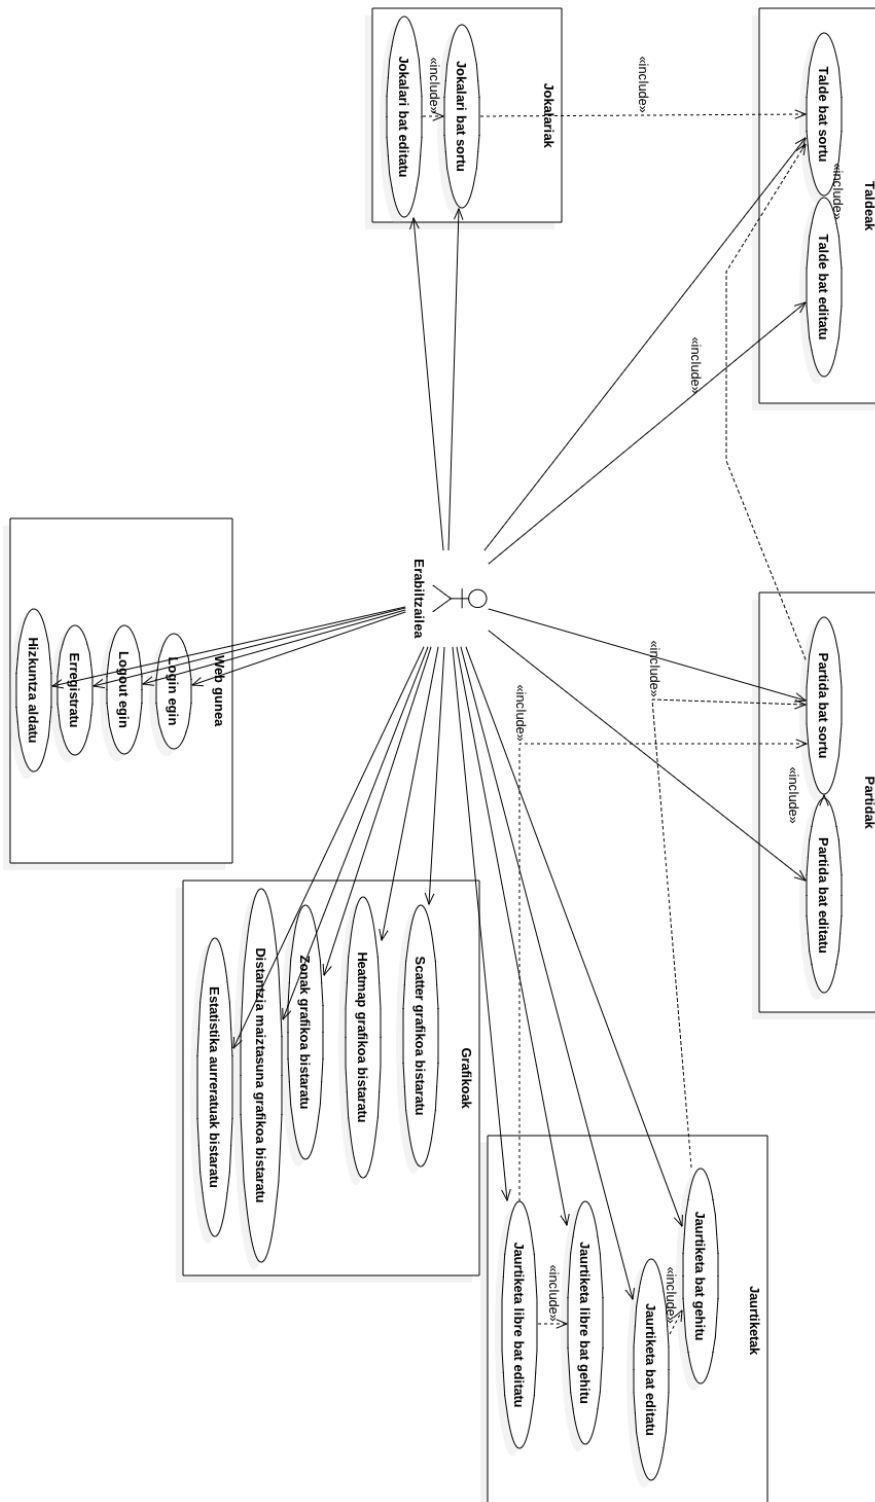 Taldeak
Talde bat sortu
«include»
Talde bat editatu
Partidak
Partida bat sortu
«include»
Partida bat editatu
«include»
«include»
«include»
«include»
Jokalariak
Jokalari bat sortu
«include»
Jokalari bat editatu
Erabiltzailea
Jaurtiketak
Jaurtiketa bat gehitu
«include»
Jaurtiketa bat editatu
Jaurtiketa libre bat gehitu
«include»
Jaurtiketa libre bat editatu
Grafikoak
Scatter grafikoa bistaratu
Heatmap grafikoa bistaratu
Zonak grafikoa bistaratu
Distantzia maiztasuna grafikoa bistaratu
Estatistika aurreratuak bistaratu
Web gunea
Login egin
Logout egin
Erregistratu
Hizkuntza aldatu